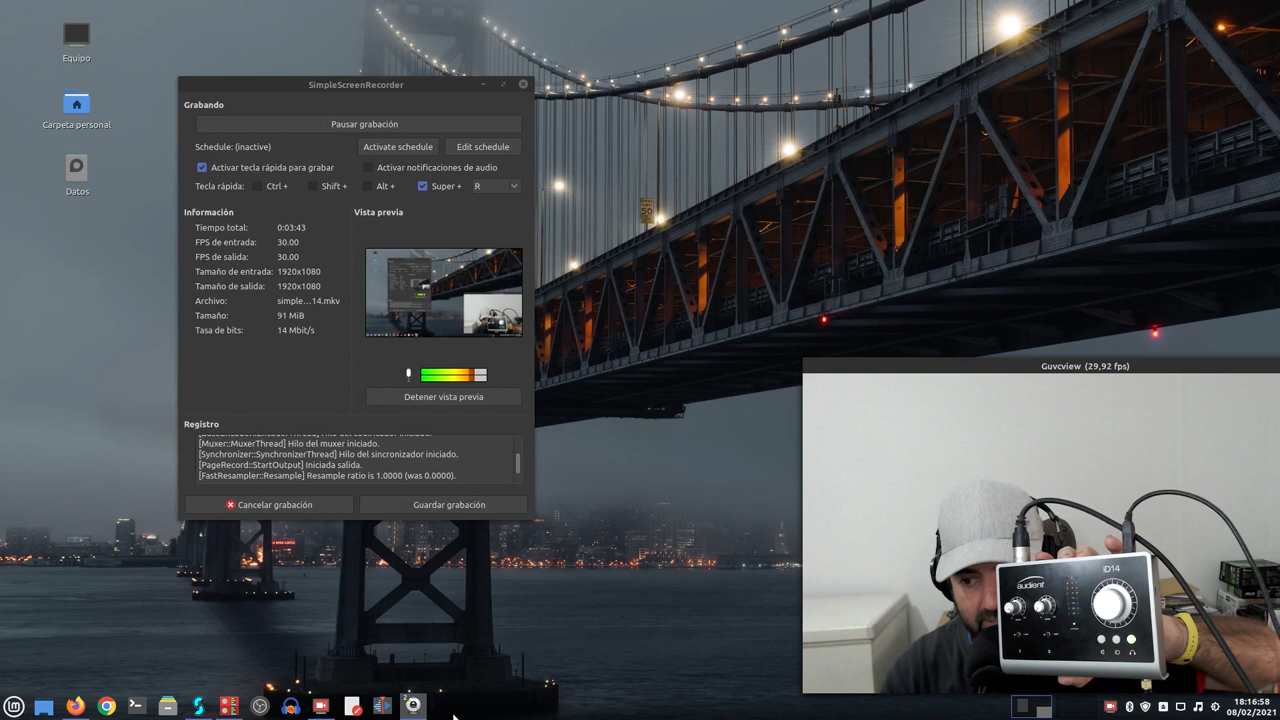 Equipo
Carpeta personal
Datos
SimpleScreenRecorder
Grabando
Pausar grabación
Schedule: (inactive)
Activate schedule
Edit schedule
Activar tecla rápida para grabar
Activar notificaciones de audio
Tecla rápida:
Ctrl +
Shift +
Alt +
Super +
R
Información
Tiempo total: 0:03:43
FPS de entrada: 30.00
FPS de salida: 30.00
Tamaño de entrada: 1920x1080
Tamaño de salida: 1920x1080
Archivo: simple...14.mkv
Tamaño: 91 MiB
Tasa de bits: 14 Mbit/s
Vista previa
Detener vista previa
Registro
[Muxer::MuxerThread] Hilo del muxer iniciado.
[Synchronizer::SynchronizerThread] Hilo del sincronizador iniciado.
[PageRecord::StartOutput] Iniciada salida.
[FastResampler::Resample] Resample ratio is 1.0000 (was 0.0000).
Cancelar grabación
Guardar grabación
50
Guvcview (29,92 fps)
audient
iD14
1
2
iD
2
18:16:58
08/02/2021